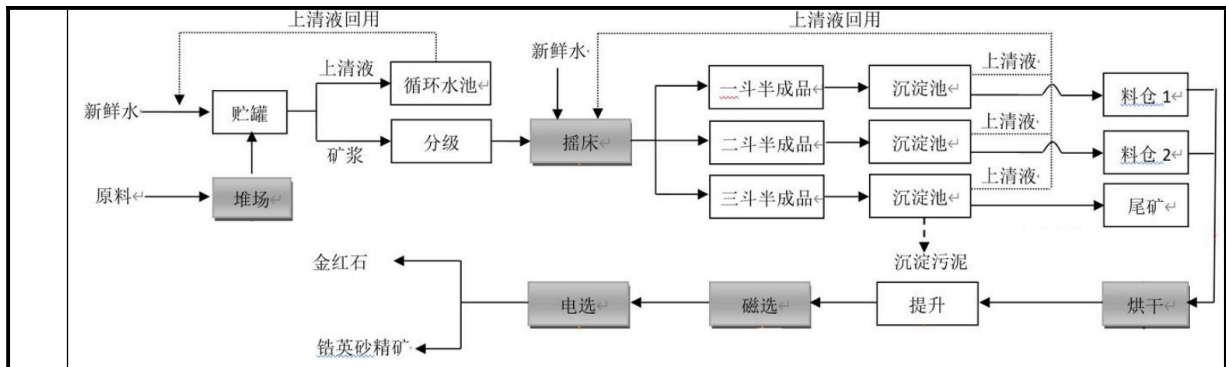 上清液回用
上清液回用
新鲜水
上清液
循环水池
新鲜水
贮罐
矿浆
分级
摇床
原料
堆场
一斗半成品
沉淀池
上清液
料仓 1
二斗半成品
沉淀池
上清液
料仓 2
三斗半成品
沉淀池
上清液
尾矿
沉淀污泥
金红石
电选
磁选
提升
烘干
锆英砂精矿